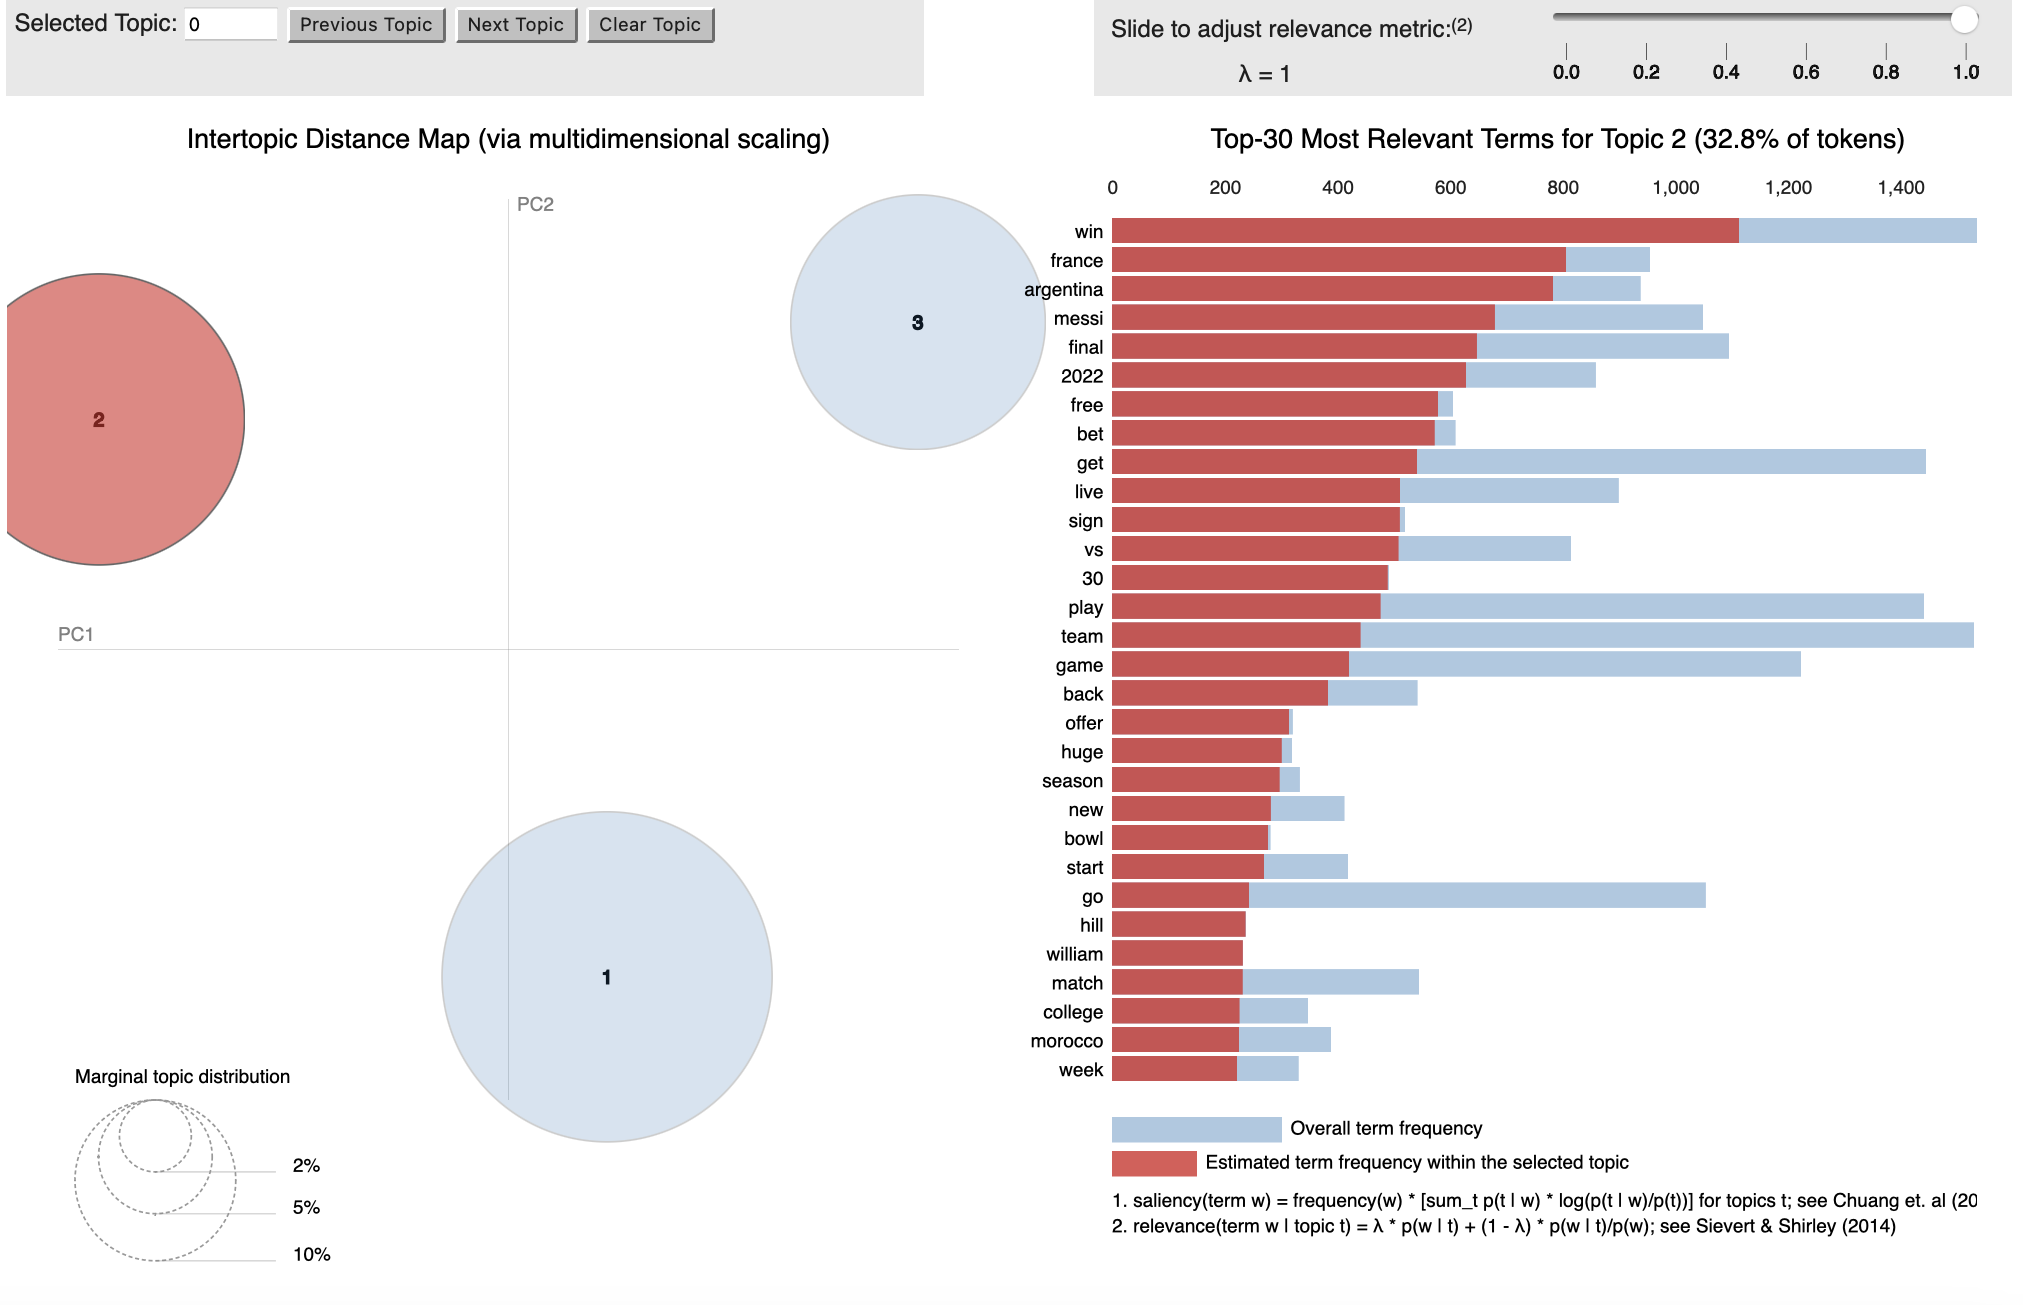 Selected Topic: 0 Previous Topic Next Topic Clear Topic
Slide to adjust relevance metric:(2)
λ = 1
0.0 0.2 0.4 0.6 0.8 1.0
Intertopic Distance Map (via multidimensional scaling)
PC2
3
2
PC1
1
Marginal topic distribution
2%
5%
10%
Top-30 Most Relevant Terms for Topic 2 (32.8% of tokens)
0 200 400 600 800 1,000 1,200 1,400
win
france
argentina
messi
final
2022
free
bet
get
live
sign
vs
30
play
team
game
back
offer
huge
season
new
bowl
start
go
hill
william
match
college
morocco
week
Overall term frequency
Estimated term frequency within the selected topic
1. saliency(term w) = frequency(w) * [sum_t p(t | w) * log(p(t | w)/p(t))] for topics t; see Chuang et. al (20
2. relevance(term w | topic t) = λ * p(w | t) + (1 - λ) * p(w | t)/p(w); see Sievert & Shirley (2014)